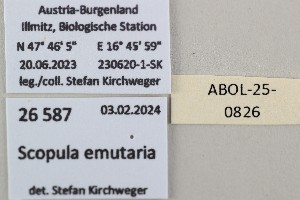 Austria-Burgenland
Illmitz, Biologische Station
N 47° 46' 5" E 16° 45' 59"
20.06.2023 230620-1-SK
leg./coll. Stefan Kirchweger
26 587 03.02.2024
Scopula emutaria
det. Stefan Kirchweger
ABOL-25-
0826